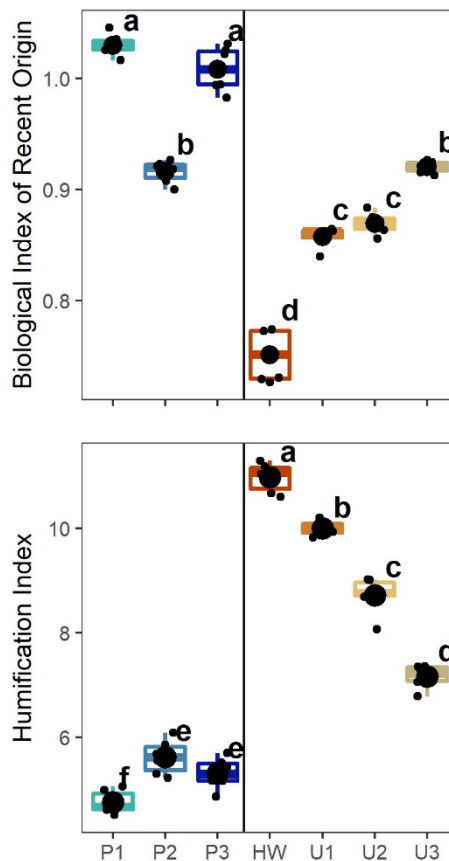 Biological Index of Recent Origin
1.0
0.9
0.8
a
b
a
d
c
c
b
Humification Index
10
8
6
f
e
e
a
b
c
d
P1 P2 P3 HW U1 U2 U3